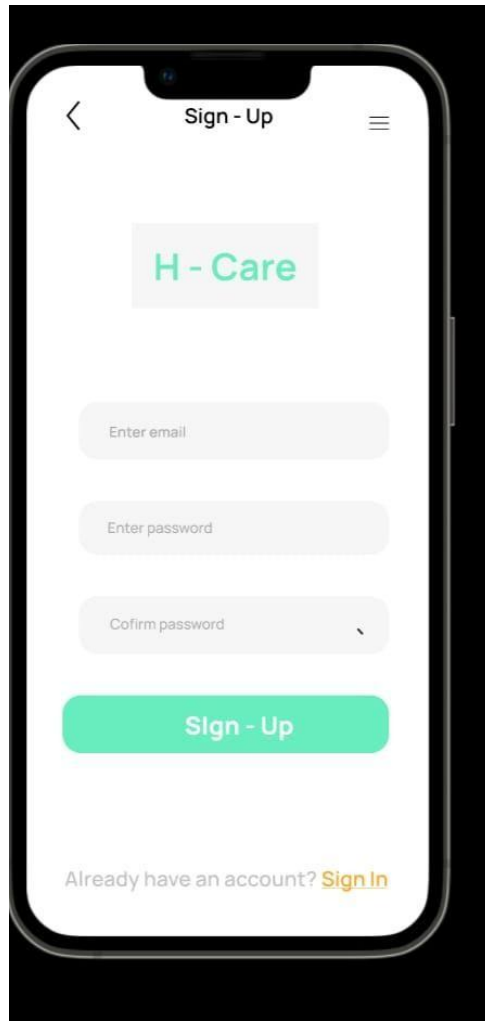 Sign - Up
H - Care
Enter email
Enter password
Cofirm password
SIgn - Up
Already have an account? Sign In